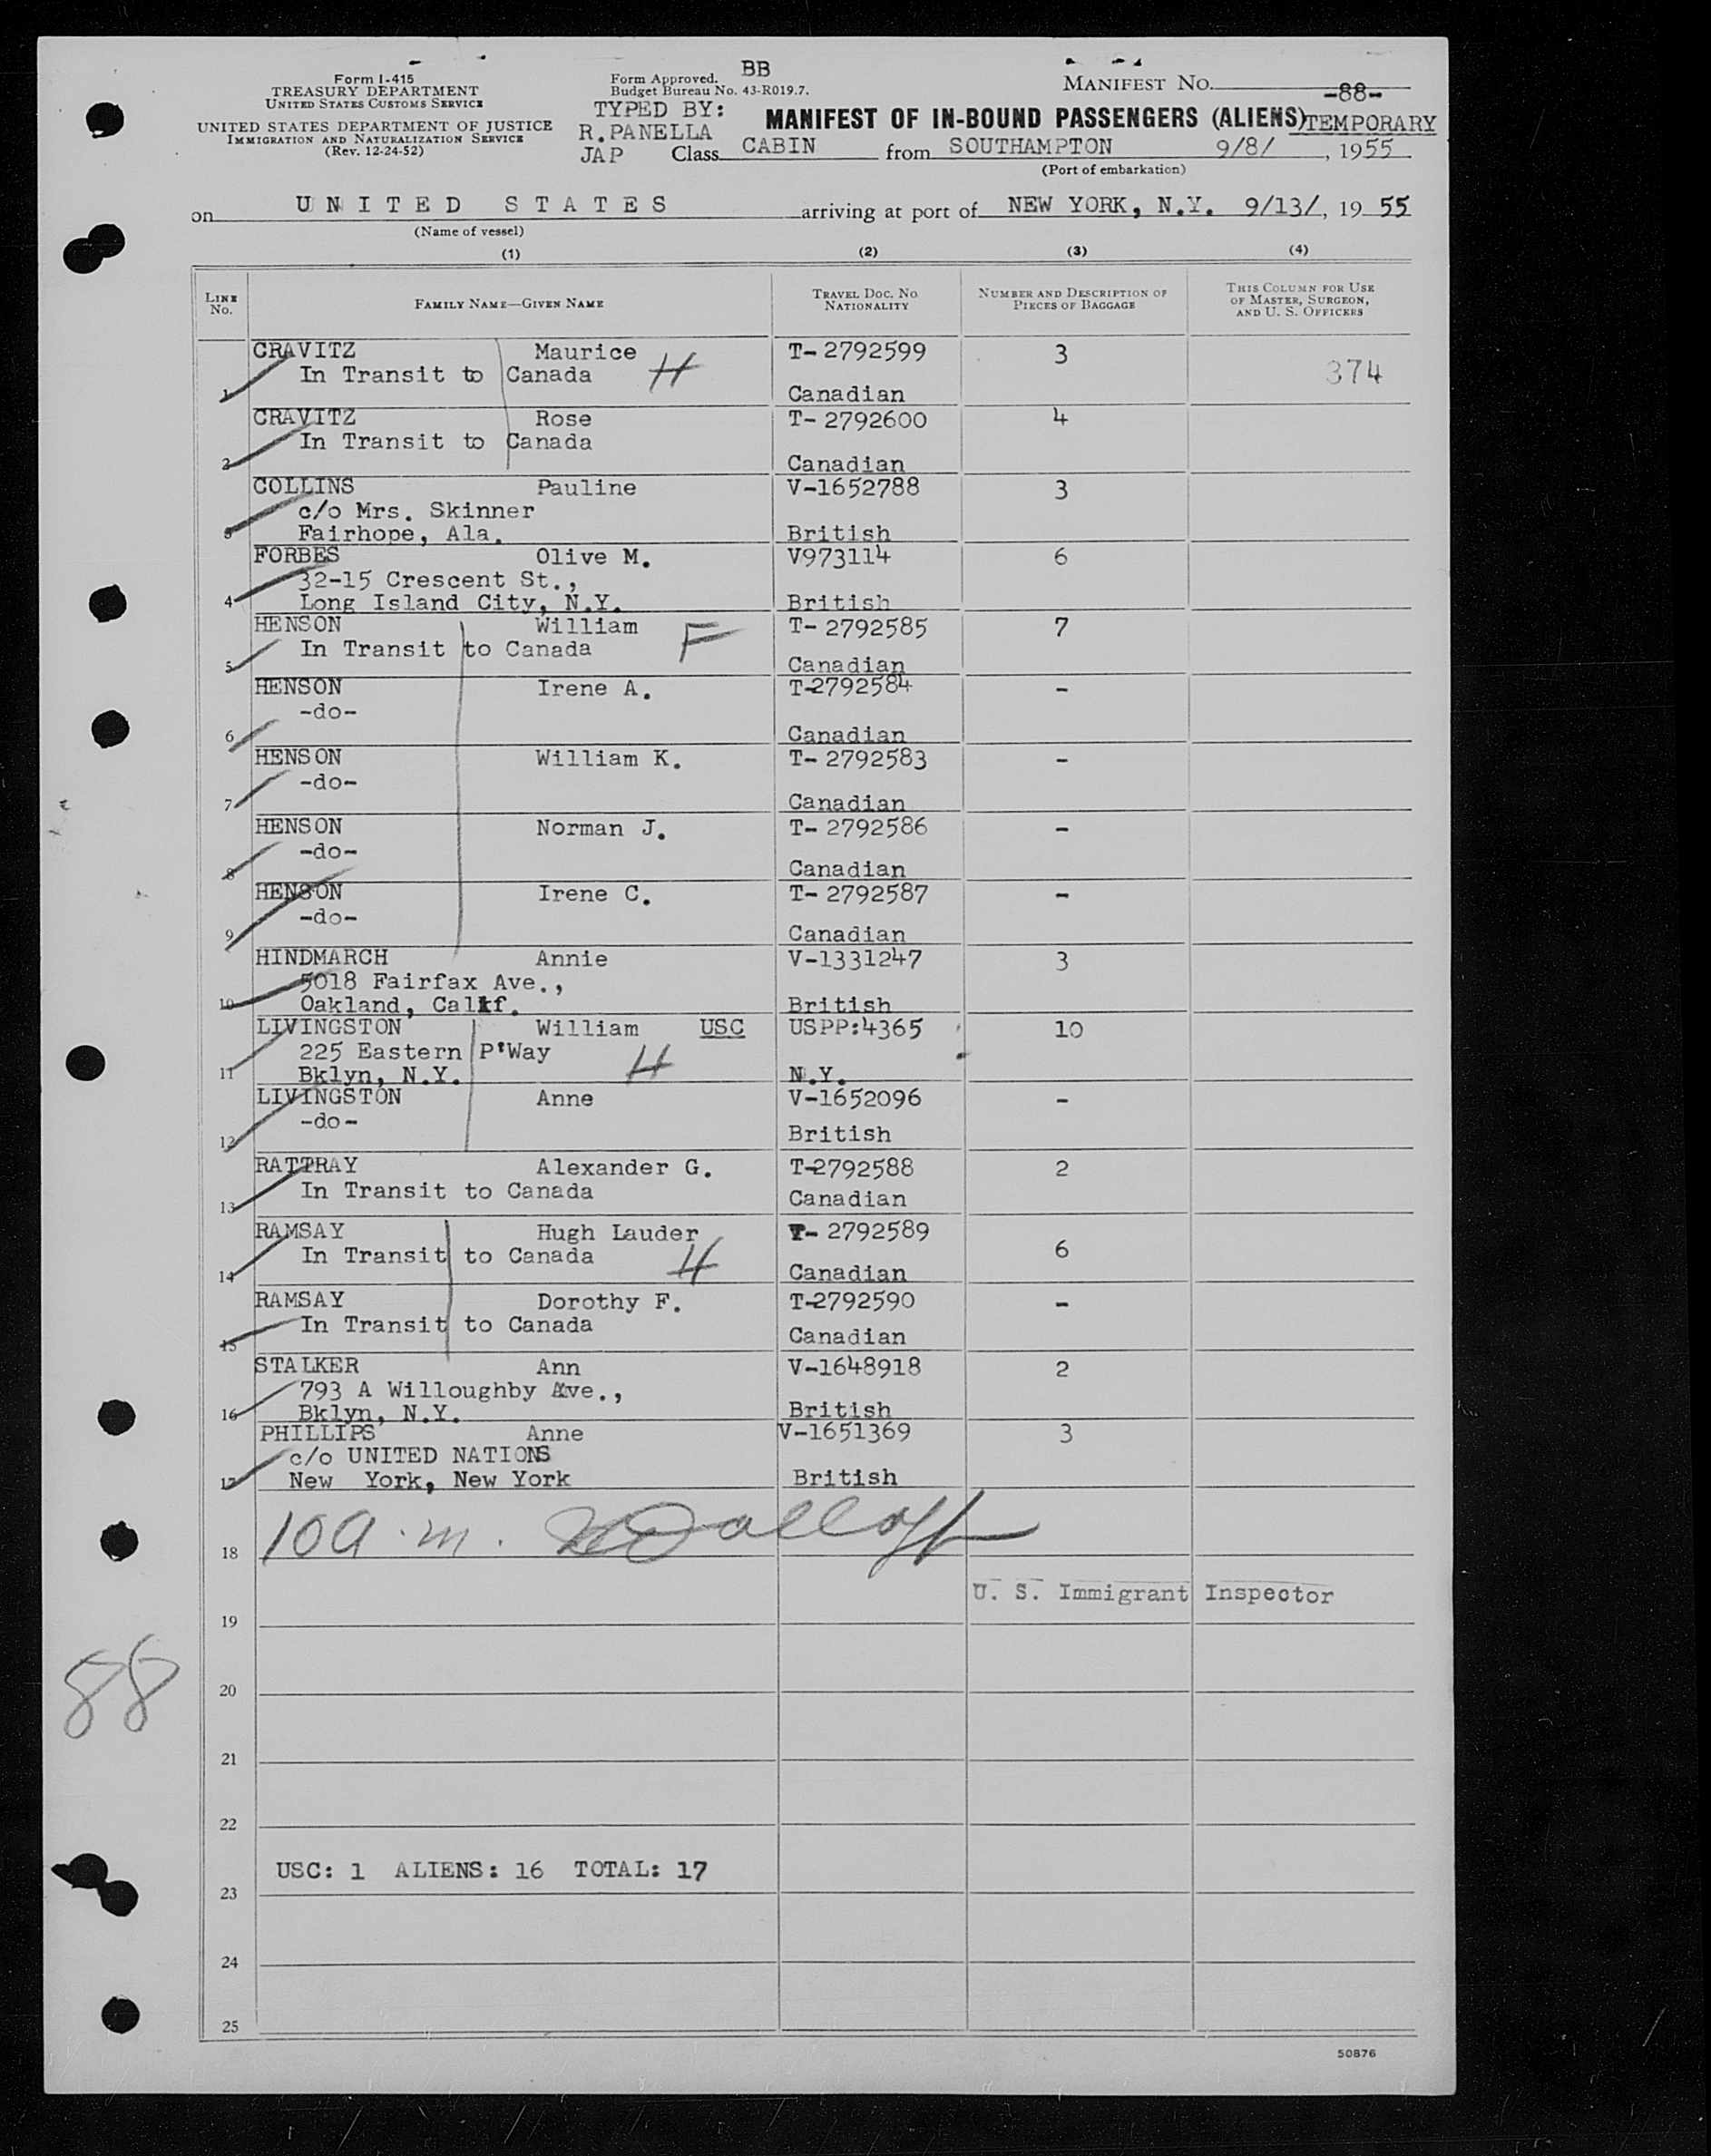 BB
Form I-415
TREASURY DEPARTMENT
UNITED STATES CUSTOMS SERVICE
UNITED STATES DEPARTMENT OF JUSTICE
IMMIGRATION AND NATURALIZATION SERVICE
(Rev. 12-24-52)
Form Approved.
Budget Bureau No. 43-R019.7.
TYPED BY:
R.PANELLA
JAP
MANIFEST NO. -88-
MANIFEST OF IN-BOUND PASSENGERS (ALIENS) TEMPORARY
Class CABIN from SOUTHAMPTON 9/8/, 1955
(Port of embarkation)
on UNITED STATES arriving at port of NEW YORK, N.Y. 9/13/, 19 55
(Name of vessel)
(1) (2) (3) (4)
LINE No. FAMILY NAME—GIVEN NAME TRAVEL DOC. NO. NATIONALITY NUMBER AND DESCRIPTION OF PIECES OF BAGGAGE THIS COLUMN FOR USE OF MASTER, SURGEON, AND U. S. OFFICERS
CRAVITZ Maurice T-2792599 3
In Transit to Canada H 374
1 Canadian
CRAVITZ Rose T-2792600 4
In Transit to Canada
2 Canadian
COLLINS Pauline V-1652788 3
c/o Mrs. Skinner
3 Fairhope, Ala. British
FORBES Olive M. V973114 6
32-15 Crescent St.,
4 Long Island City, N.Y. British
HENSON William T-2792585 7
In Transit to Canada F
5 Canadian
HENSON Irene A. T-2792584 -
-do-
6 Canadian
HENSON William K. T-2792583 -
-do-
7 Canadian
HENSON Norman J. T-2792586 -
-do-
8 Canadian
HENSON Irene C. T-2792587 -
-do-
9 Canadian
HINDMARCH Annie V-1331247 3
5018 Fairfax Ave.,
10 Oakland, Calif. British
LIVINGSTON William USC USPP:4365 10
225 Eastern P'Way H
11 Bklyn, N.Y. N.Y.
LIVINGSTON Anne V-1652096 -
-do-
12 British
RATTRAY Alexander G. T-2792588 2
In Transit to Canada
13 Canadian
RAMSAY Hugh Lauder T-2792589 6
In Transit to Canada H
14 Canadian
RAMSAY Dorothy F. T-2792590 -
In Transit to Canada
15 Canadian
STALKER Ann V-1648918 2
793 A Willoughby Ave.,
16 Bklyn, N.Y. British
PHILLIPS Anne V-1651369 3
c/o UNITED NATIONS
17 New York, New York British
18 10 a.m.
U. S. Immigrant Inspector
19
88
20
21
22
USC: 1 ALIENS: 16 TOTAL: 17
23
24
25
50876